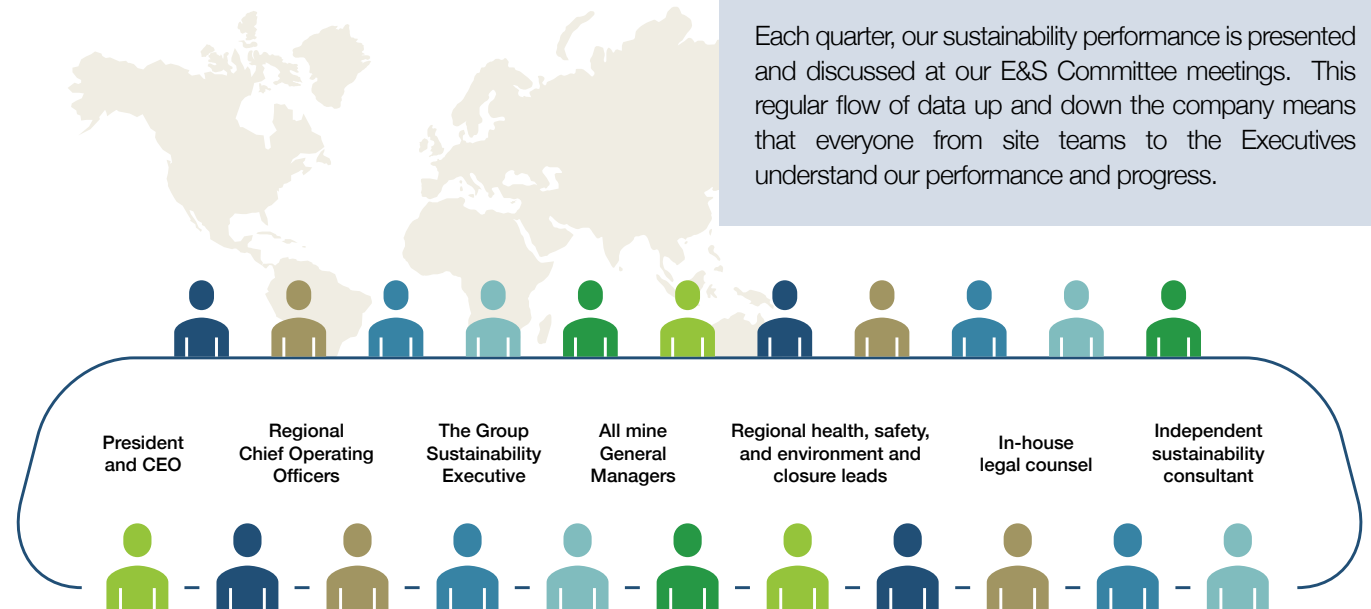 Each quarter, our sustainability performance is presented
and discussed at our E&S Committee meetings. This
regular flow of data up and down the company means
that everyone from site teams to the Executives
understand our performance and progress.
President
and CEO
Regional
Chief Operating
Officers
The Group
Sustainability
Executive
All mine
General
Managers
Regional health, safety,
and environment and
closure leads
In-house
legal counsel
Independent
sustainability
consultant